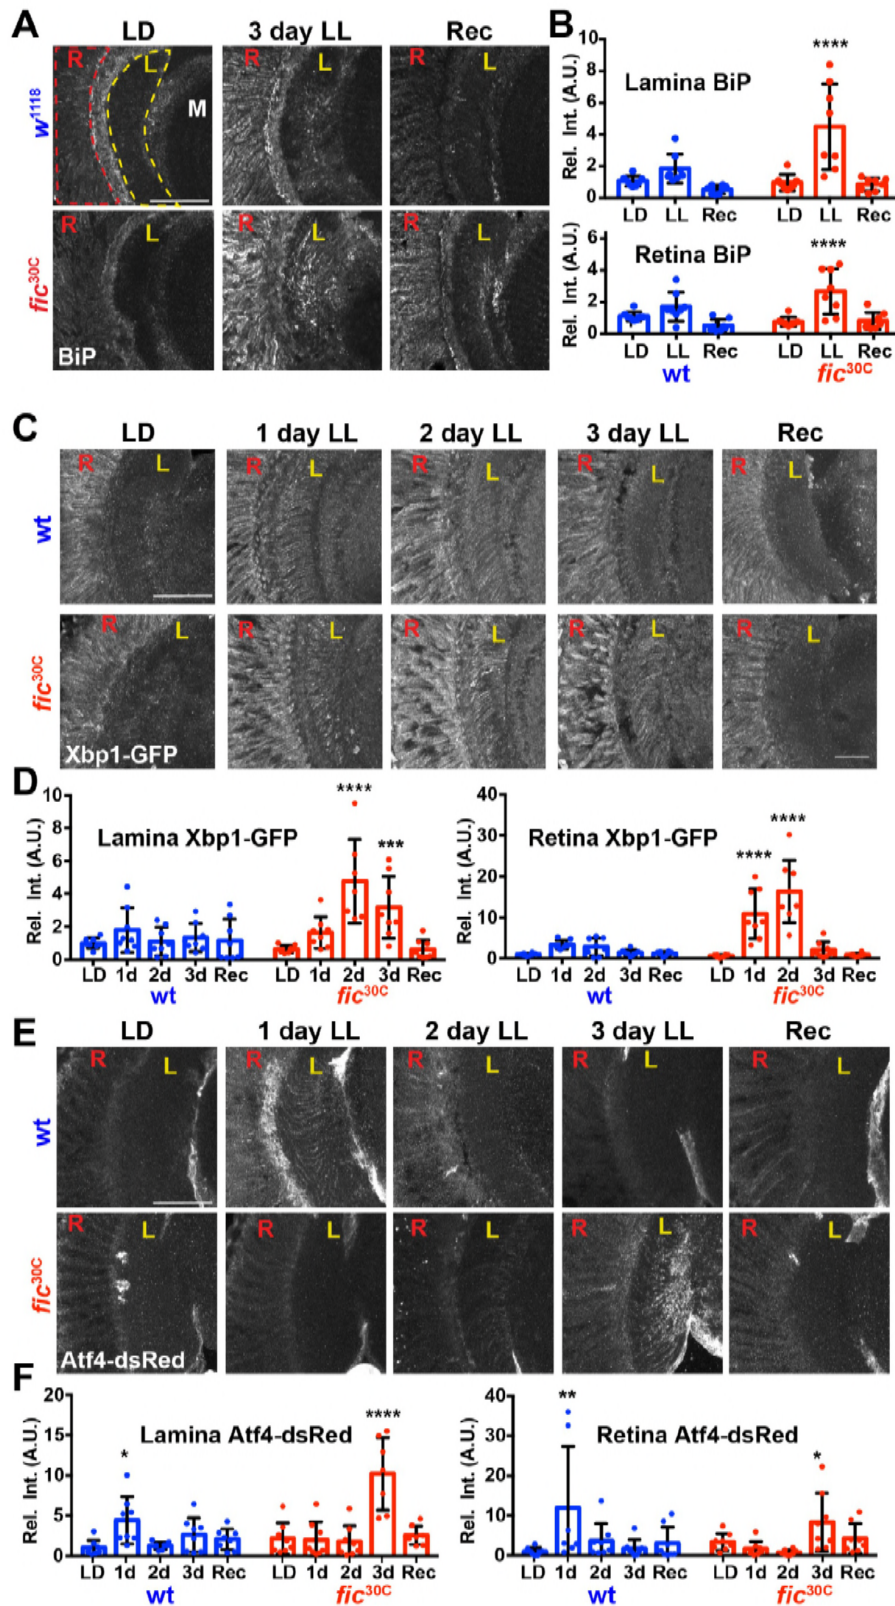 A
LD
3 day LL
Rec
w1118
R
L
M
R
L
R
L
fic30C
R
L
BiP
R
L
R
L
B
Rel. Int. (A.U.)
10
8
6
4
2
0
Lamina BiP
****
LD
LL
Rec
LD
LL
Rec
Rel. Int. (A.U.)
6
4
2
0
Retina BiP
****
LD
LL
Rec
LD
LL
Rec
wt
fic30C
C
LD
1 day LL
2 day LL
3 day LL
Rec
wt
R
L
R
L
R
L
R
L
R
L
fic30C
R
L
Xbp1-GFP
R
L
R
L
R
L
R
L
D
Rel. Int. (A.U.)
10
8
6
4
2
0
Lamina Xbp1-GFP
****
***
LD
1d
2d
3d
Rec
LD
1d
2d
3d
Rec
wt
fic30C
Rel. Int. (A.U.)
40
30
20
10
0
Retina Xbp1-GFP
****
****
LD
1d
2d
3d
Rec
LD
1d
2d
3d
Rec
wt
fic30C
E
LD
1 day LL
2 day LL
3 day LL
Rec
wt
R
L
R
L
R
L
R
L
R
L
fic30C
R
L
Atf4-dsRed
R
L
R
L
R
L
R
L
F
Rel. Int. (A.U.)
20
15
10
5
0
Lamina Atf4-dsRed
*
****
LD
1d
2d
3d
Rec
LD
1d
2d
3d
Rec
wt
fic30C
Rel. Int. (A.U.)
40
30
20
10
0
Retina Atf4-dsRed
**
*
LD
1d
2d
3d
Rec
LD
1d
2d
3d
Rec
wt
fic30C